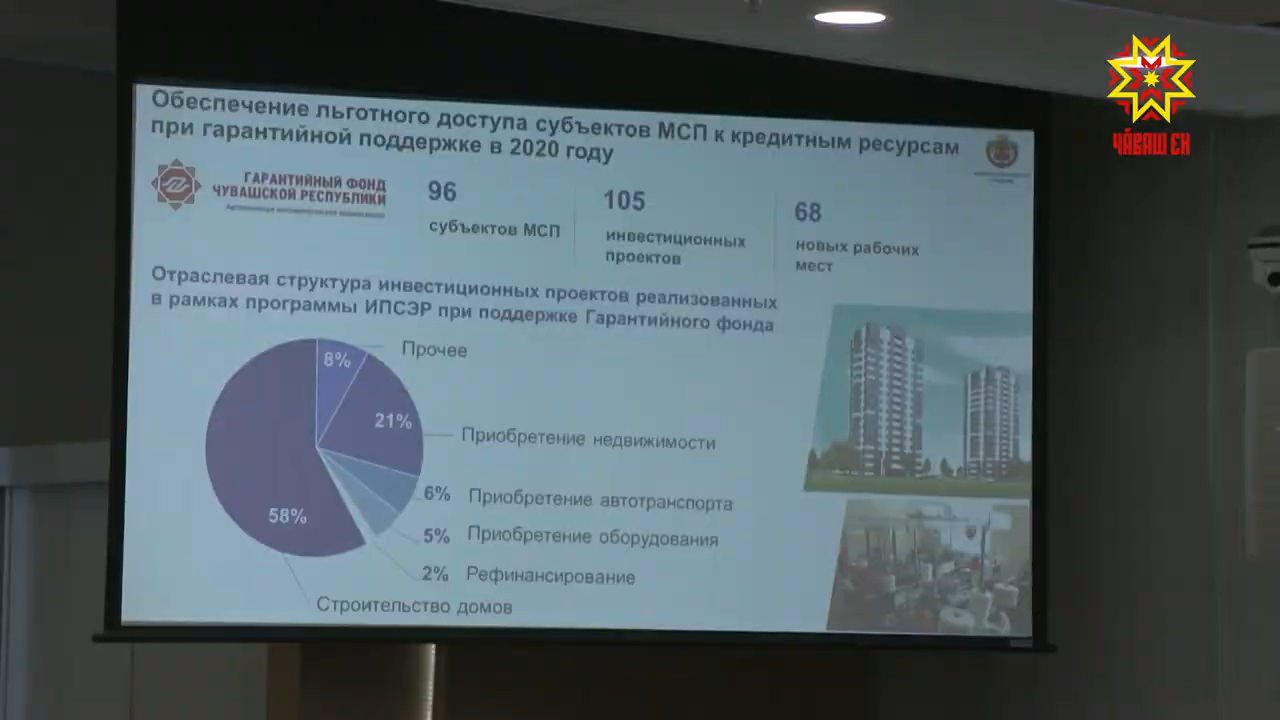 Обеспечение льготного доступа субъектов МСП к кредитным ресурсам
при гарантийной поддержке в 2020 году
ЧӐВАШ ЕН
ГАРАНТИЙНЫЙ ФОНД
ЧУВАШСКОЙ РЕСПУБЛИКИ
96
субъектов МСП
105
инвестиционных
проектов
68
новых рабочих
мест
Отраслевая структура инвестиционных проектов реализованных
в рамках программы ИПСЭР при поддержке Гарантийного фонда
8%
Прочее
21%
Приобретение недвижимости
6% Приобретение автотранспорта
5% Приобретение оборудования
58%
2% Рефинансирование
Строительство домов